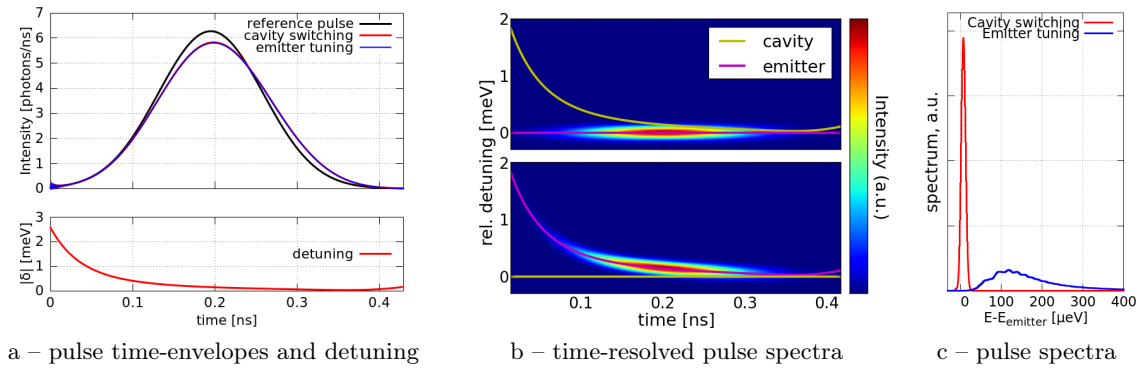 reference pulse
cavity switching
emitter tuning
Intensity [photons/ns]
7
6
5
4
3
2
1
0
detuning
|δ| [meV]
3
2
1
0
0
0.1
0.2
0.3
0.4
time [ns]
a – pulse time-envelopes and detuning
cavity
emitter
2
1
0
2
1
0
rel. detuning [meV]
0.1
0.2
0.3
0.4
time [ns]
Intensity (a.u.)
b – time-resolved pulse spectra
Cavity switching
Emitter tuning
spectrum, a.u.
0
100
200
300
400
E-Eemitter [µeV]
c – pulse spectra